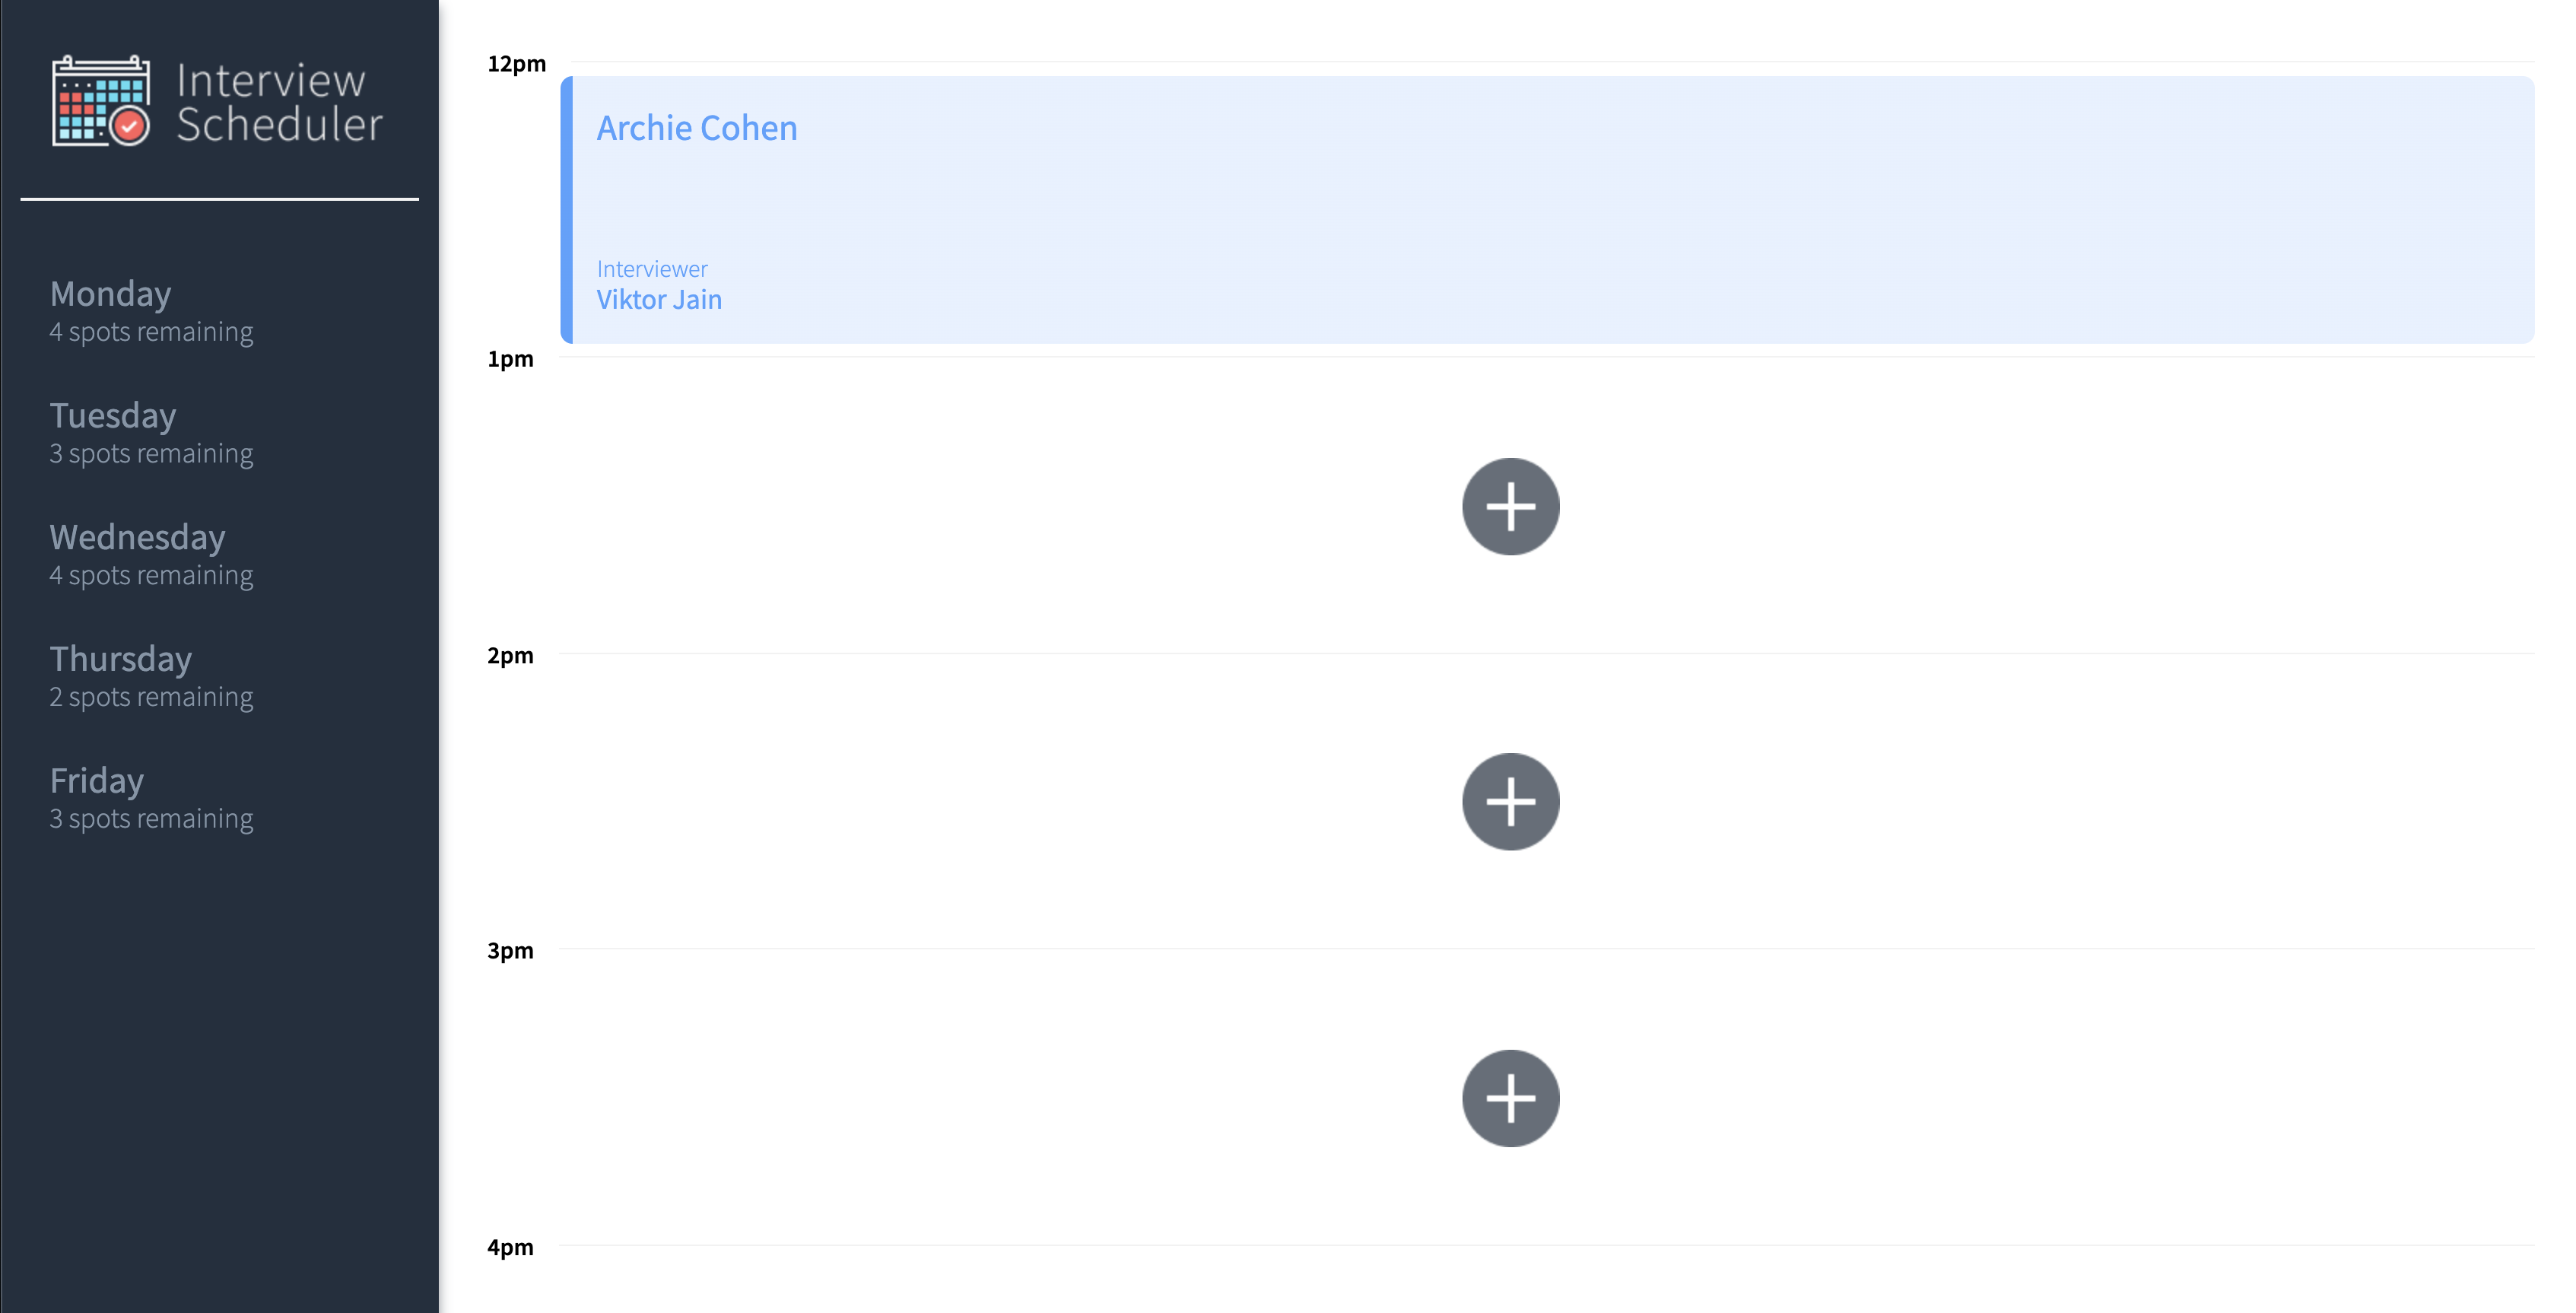 Interview
Scheduler
Monday
4 spots remaining
Tuesday
3 spots remaining
Wednesday
4 spots remaining
Thursday
2 spots remaining
Friday
3 spots remaining
12pm
Archie Cohen
Interviewer
Viktor Jain
1pm
2pm
3pm
4pm